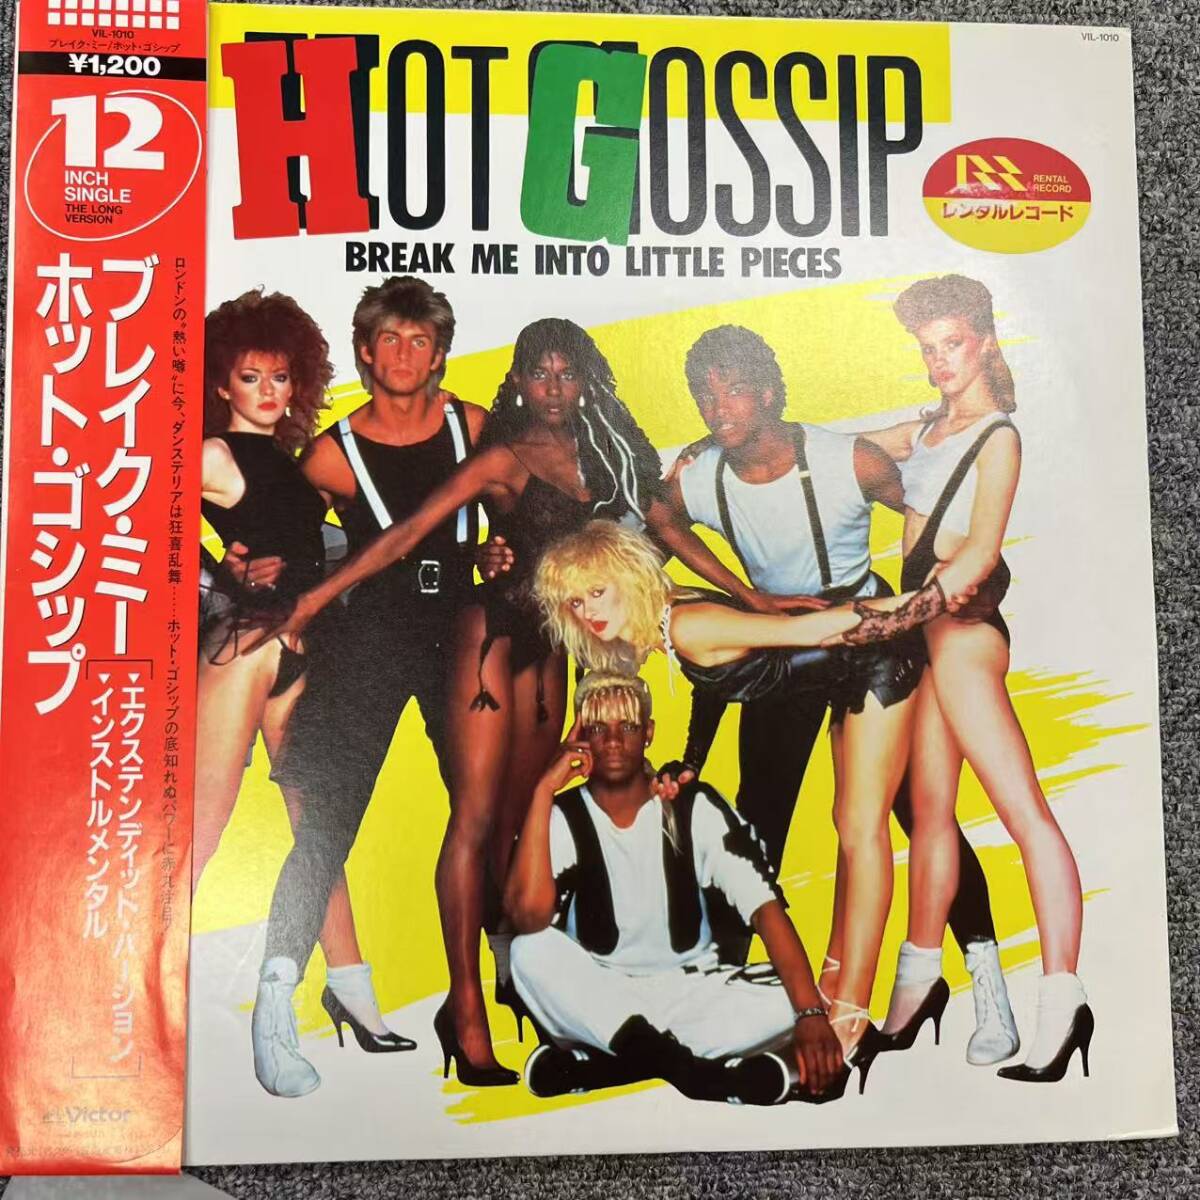 VIL-1010
ブレイク・ミー/ホット・ゴシップ
¥1,200
12
INCH
SINGLE
THE LONG
VERSION
ブレイク・ミー
ホット・ゴシップ
エクステンディッド・バージョン
インストルメンタル
ロンドンの〝熱い噂〟に今、ダンステリアは狂喜乱舞……ホット・ゴシップの底知れぬパワーに赤丸注目!
Victor
VIL-1010
HOT GOSSIP
BREAK ME INTO LITTLE PIECES
RENTAL
RECORD
レンタルレコード